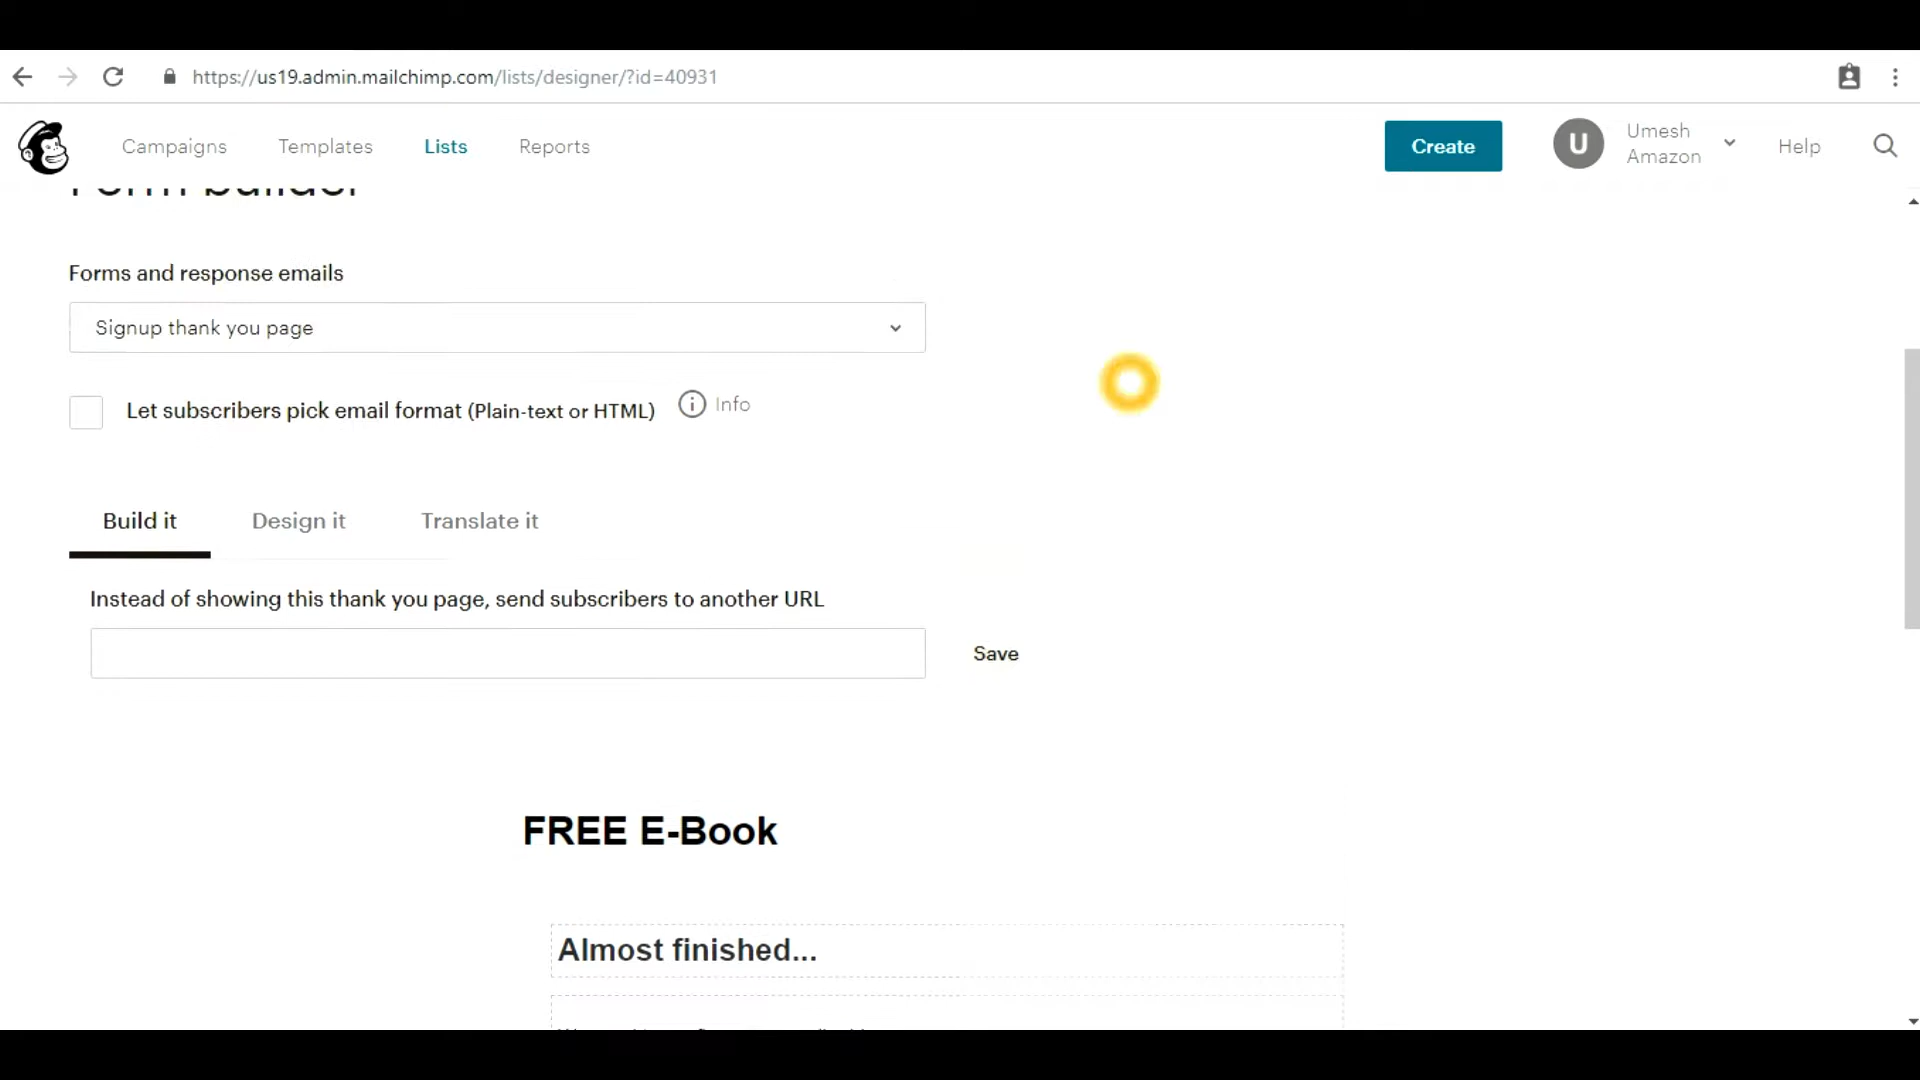 https://us19.admin.mailchimp.com/lists/designer/?id=40931
Campaigns Templates Lists Reports Create U Umesh Amazon Help
Form builder
Forms and response emails
Signup thank you page
Let subscribers pick email format (Plain-text or HTML) Info
Build it Design it Translate it
Instead of showing this thank you page, send subscribers to another URL
Save
FREE E-Book
Almost finished...